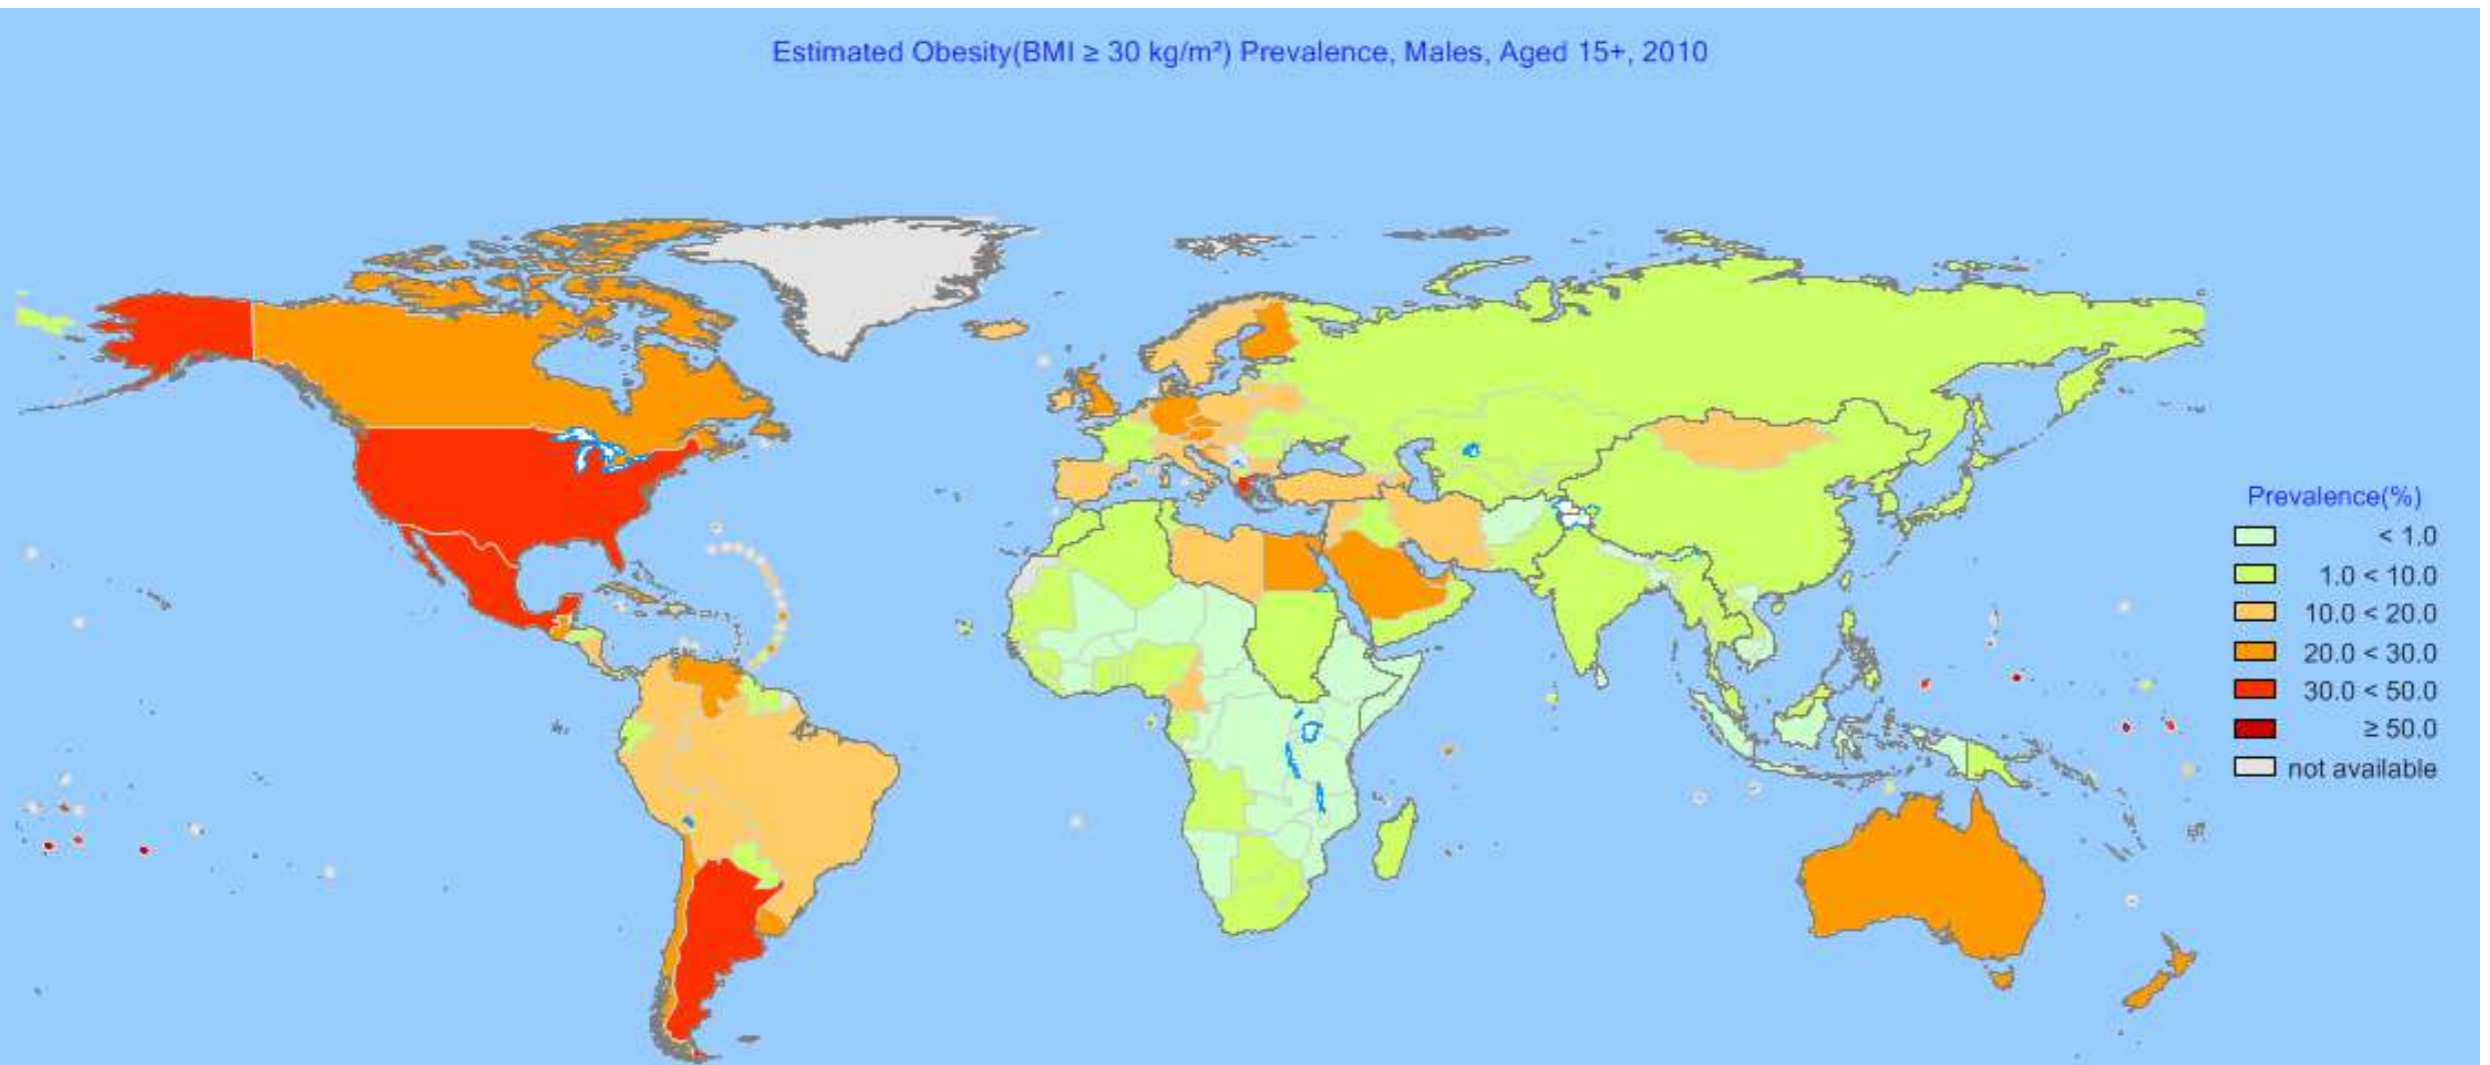 Estimated Obesity(BMI ≥ 30 kg/m²) Prevalence, Males, Aged 15+, 2010
Prevalence(%)
< 1.0
1.0 < 10.0
10.0 < 20.0
20.0 < 30.0
30.0 < 50.0
≥ 50.0
not available